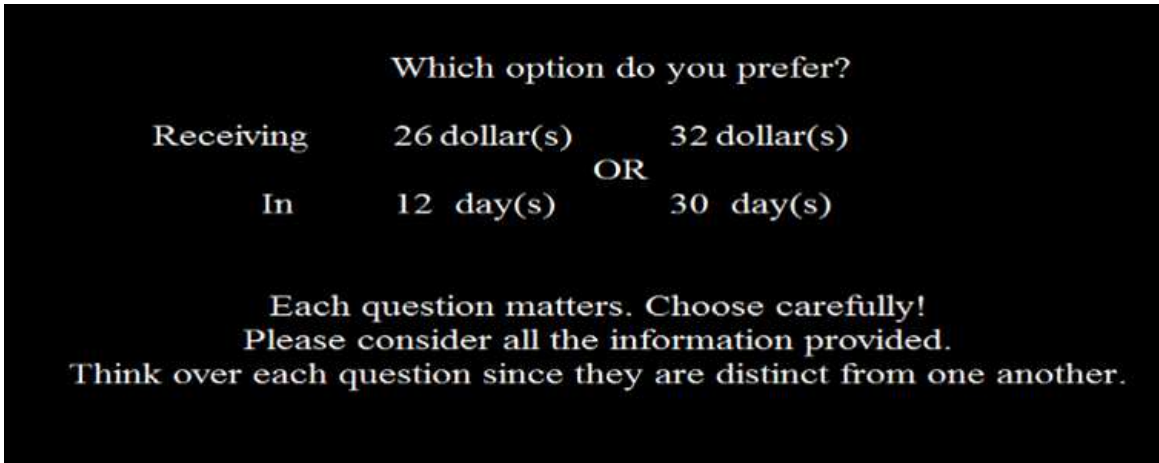 Which option do you prefer?
Receiving 26 dollar(s) 32 dollar(s)
OR
In 12 day(s) 30 day(s)
Each question matters. Choose carefully!
Please consider all the information provided.
Think over each question since they are distinct from one another.